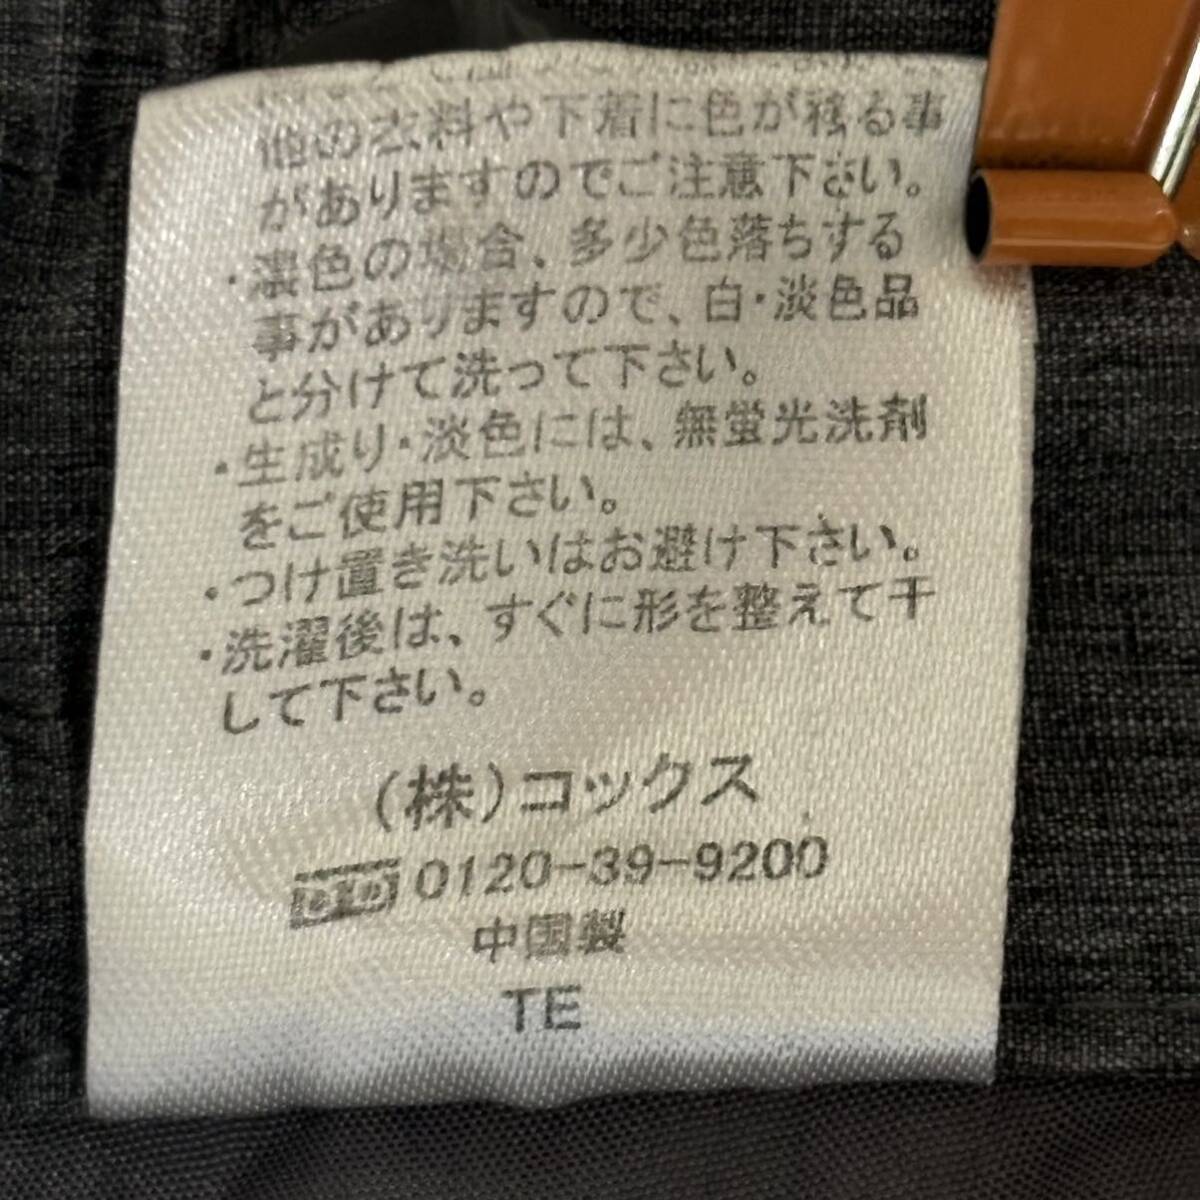 他の衣料や下着に色が移る事
がありますのでご注意下さい。
・濃色の場合、多少色落ちする
事がありますので、白・淡色品
と分けて洗って下さい。
・生成り・淡色には、無蛍光洗剤
をご使用下さい。
・つけ置き洗いはお避け下さい。
・洗濯後は、すぐに形を整えて干
して下さい。
(株)コックス
0120-39-9200
中国製
TE